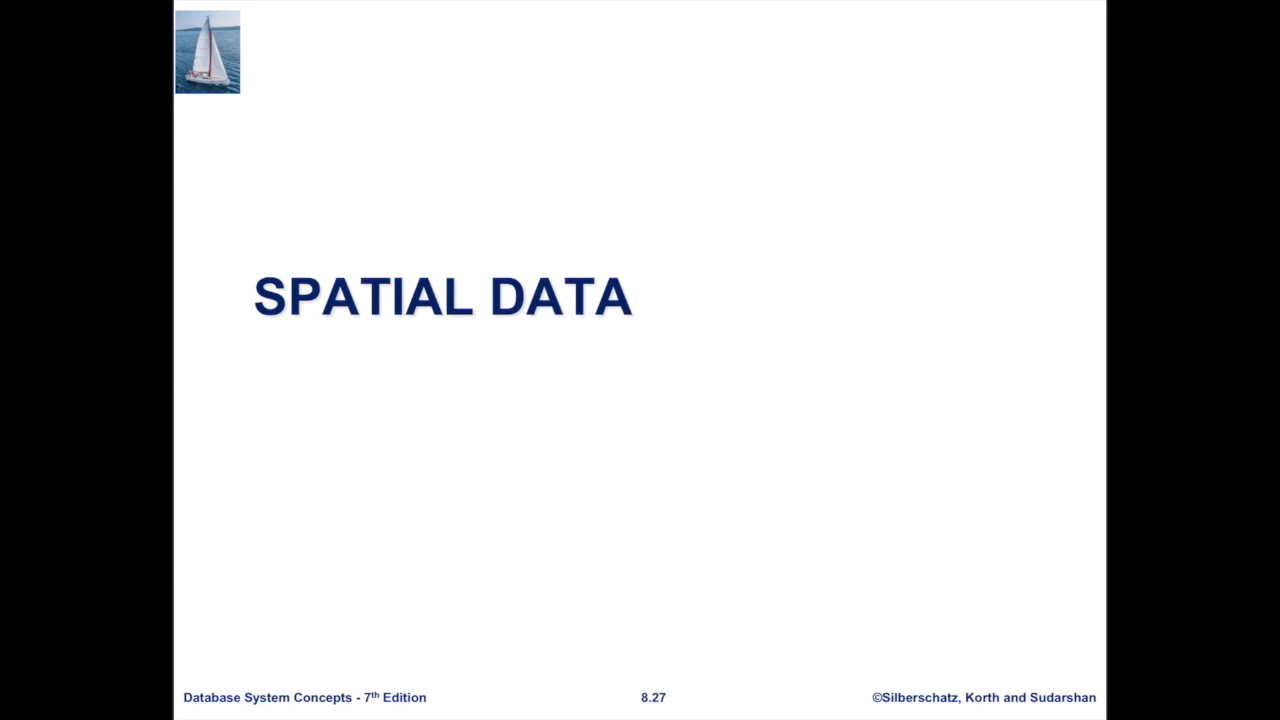 SPATIAL DATA
Database System Concepts - 7th Edition
8.27
©Silberschatz, Korth and Sudarshan